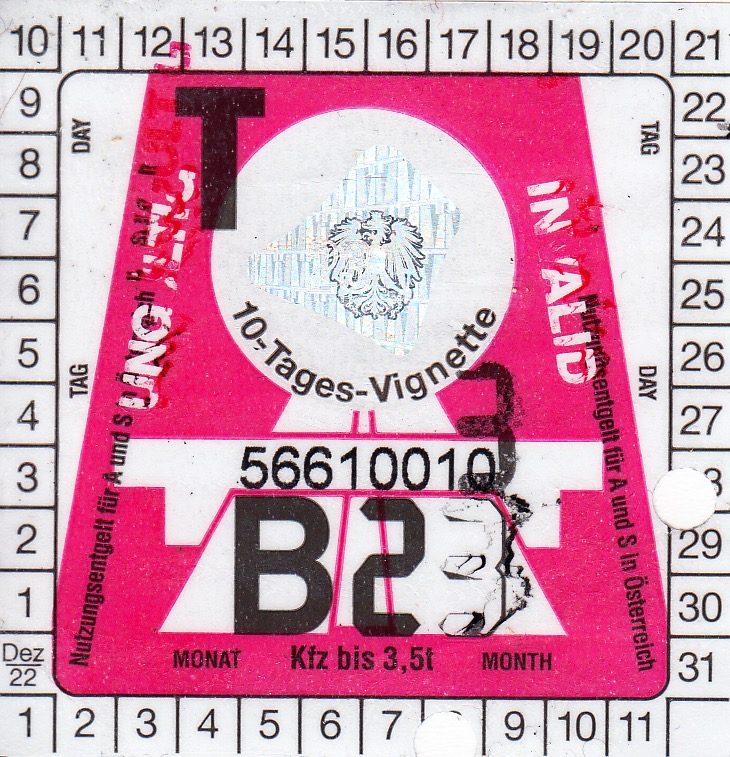 10 11 12 13 14 15 16 17 18 19 20 21
9 DAY T TAG 22
8 23
7 24
6 25
5 26
4 TAG DAY 27
3
2 29
1 30
Dez 22 31
1 2 3 4 5 6 7 9 10 11
UNGÜLTIG
INVALID
10-Tages-Vignette
3
56610010
B23
Nutzungsentgelt für A und S
Nutzungsentgelt für A und S in Österreich
MONAT Kfz bis 3,5t MONTH